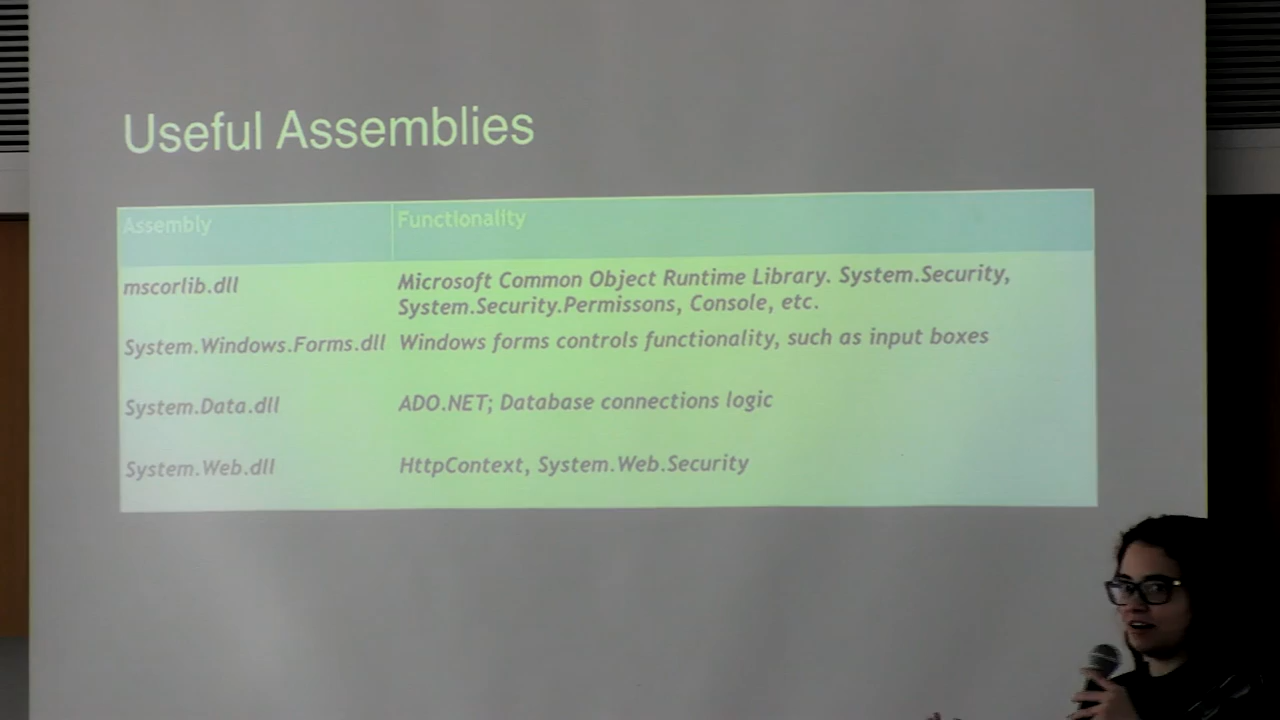 Useful Assemblies
Assembly Functionality
mscorlib.dll Microsoft Common Object Runtime Library. System.Security,
System.Security.Permissons, Console, etc.
System.Windows.Forms.dll Windows forms controls functionality, such as input boxes
System.Data.dll ADO.NET; Database connections logic
System.Web.dll HttpContext, System.Web.Security